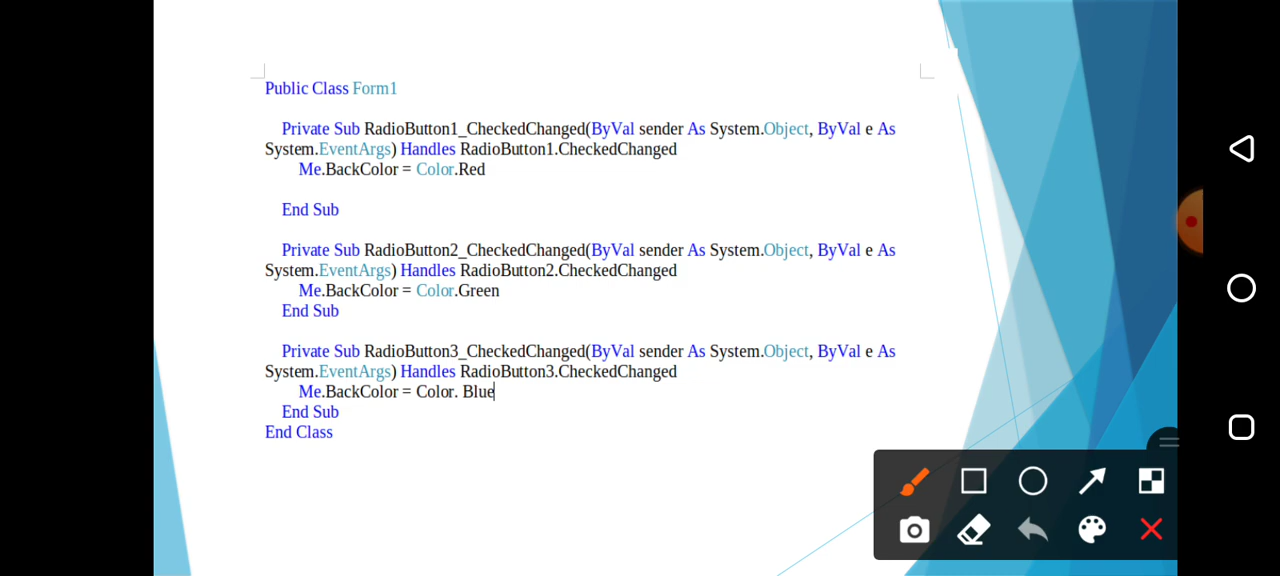 Public Class Form1
Private Sub RadioButton1_CheckedChanged(ByVal sender As System.Object, ByVal e As
System.EventArgs) Handles RadioButton1.CheckedChanged
Me.BackColor = Color.Red
End Sub
Private Sub RadioButton2_CheckedChanged(ByVal sender As System.Object, ByVal e As
System.EventArgs) Handles RadioButton2.CheckedChanged
Me.BackColor = Color.Green
End Sub
Private Sub RadioButton3_CheckedChanged(ByVal sender As System.Object, ByVal e As
System.EventArgs) Handles RadioButton3.CheckedChanged
Me.BackColor = Color. Blue
End Sub
End Class